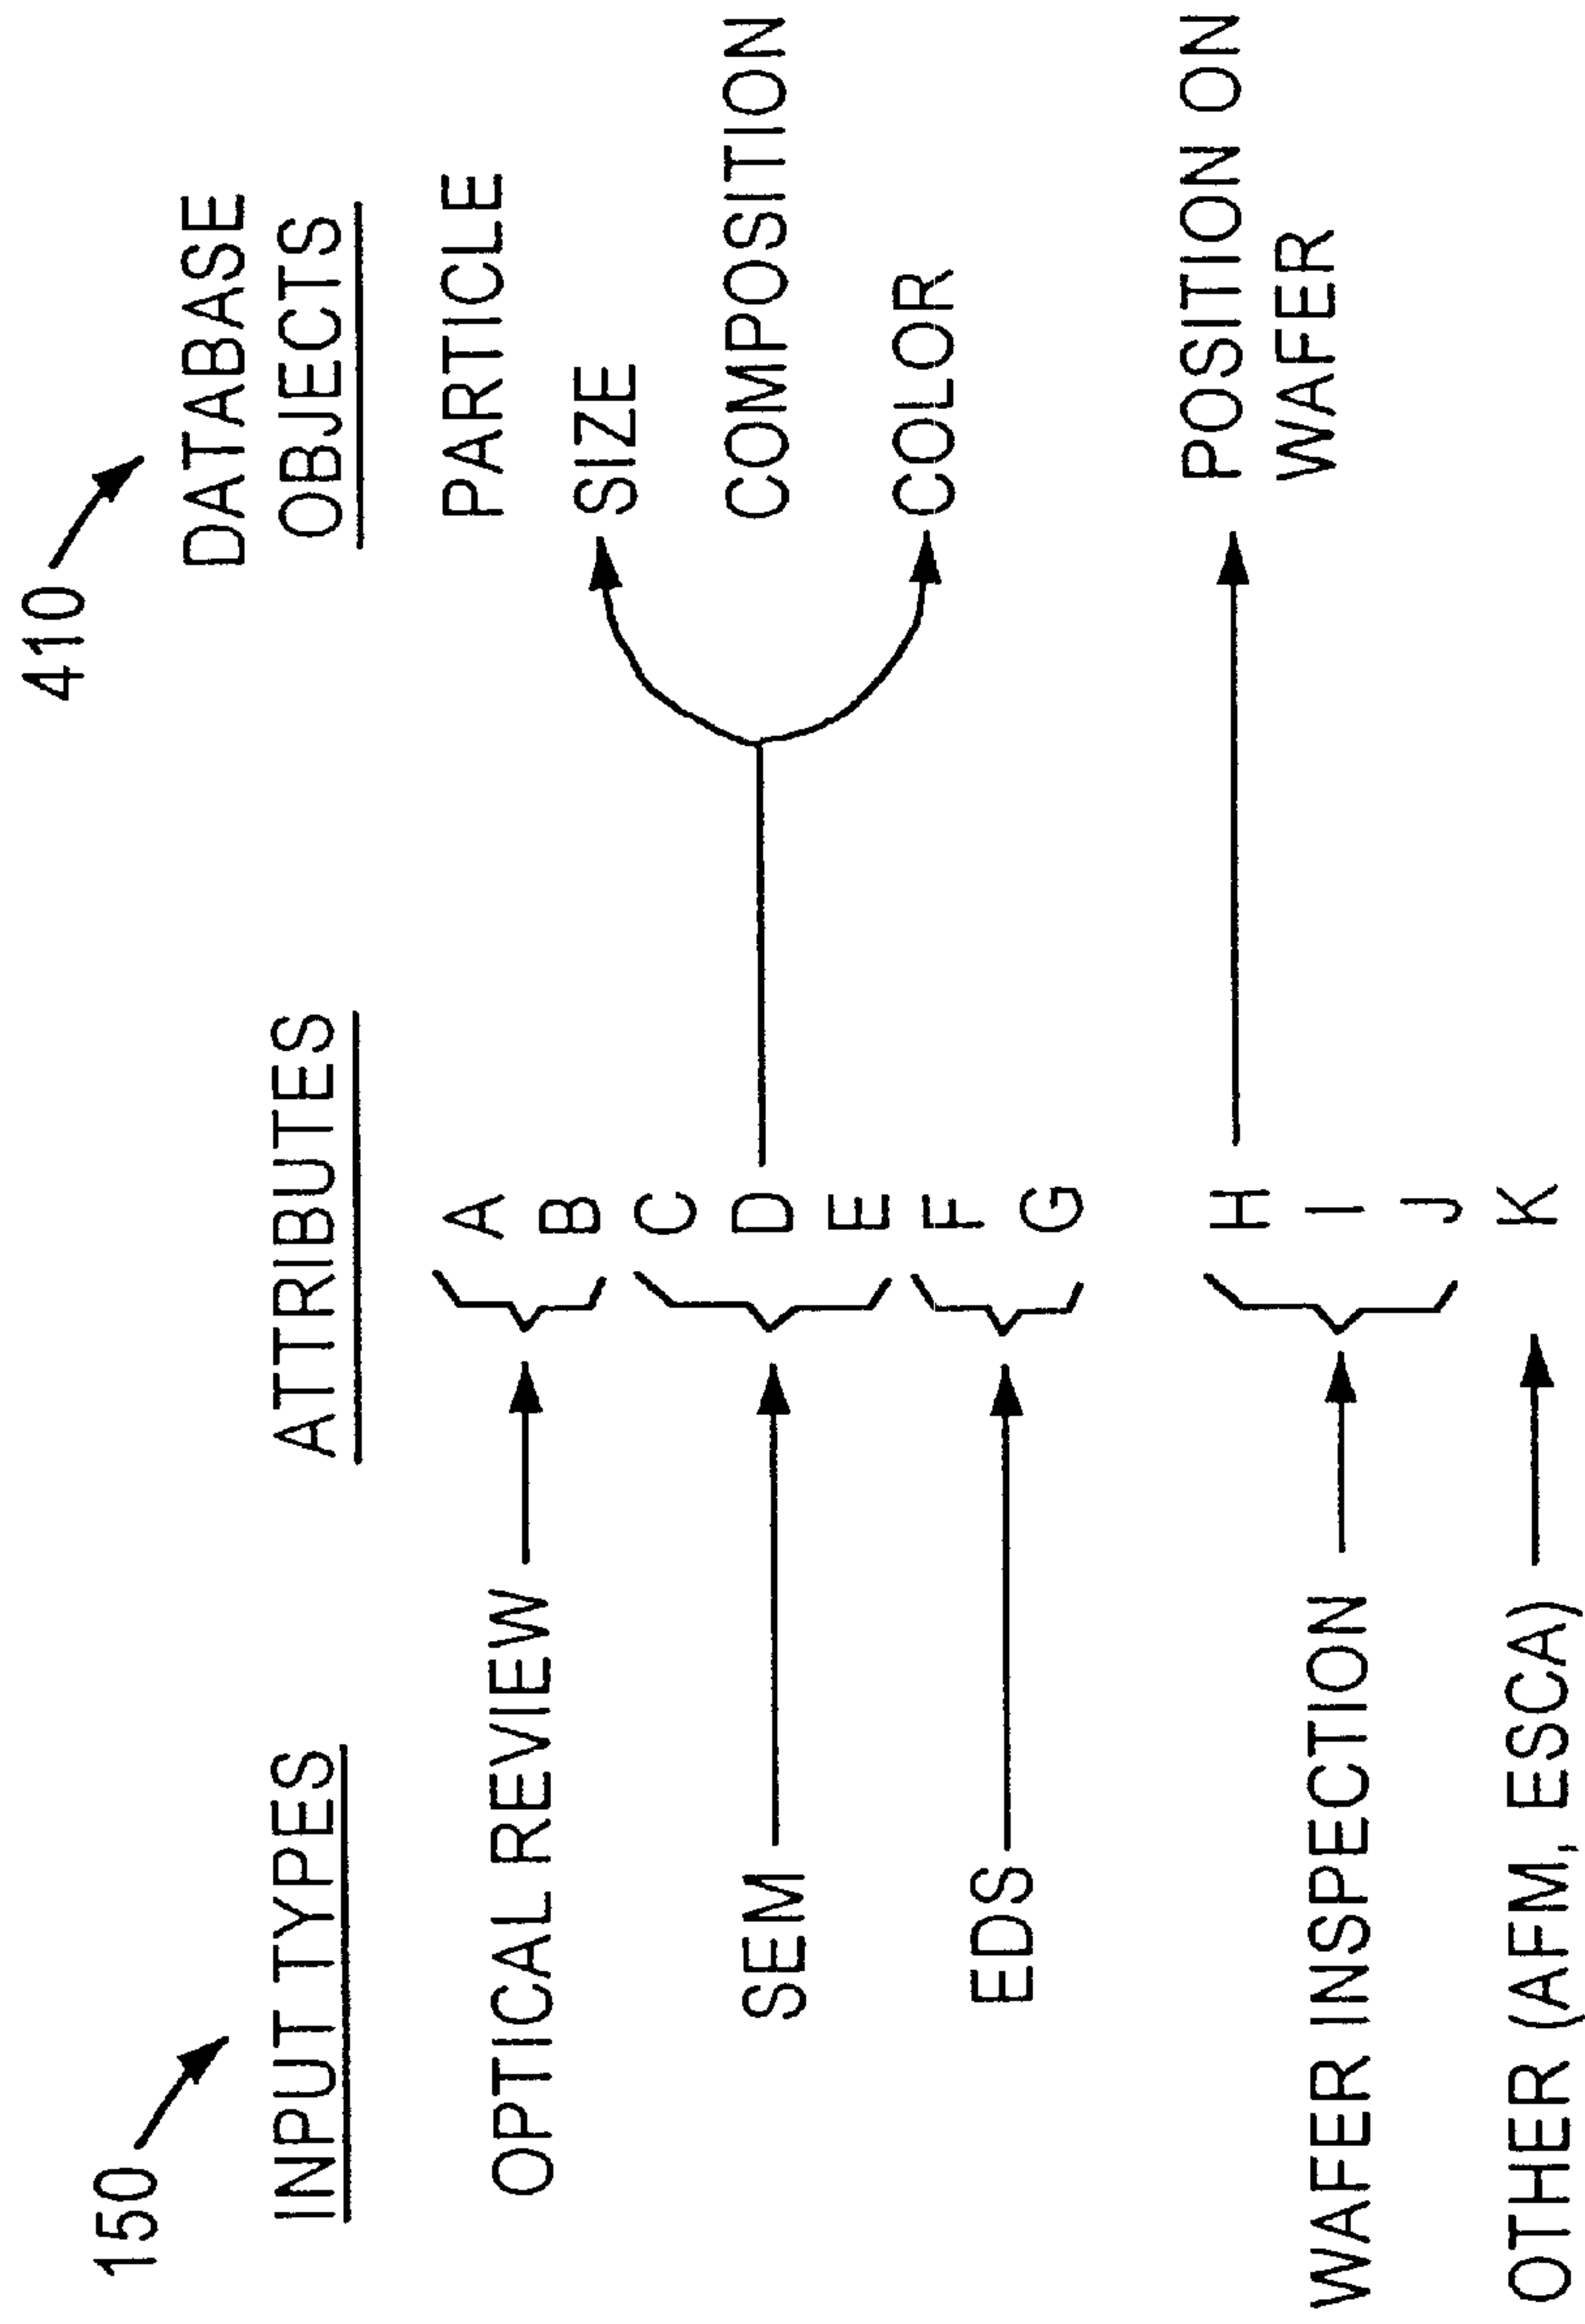 150
410
INPUT TYPES
ATTRIBUTES
DATABASE
OBJECTS
OPTICAL REVIEW
A
B
PARTICLE
SIZE
SEM
C
D
E
COMPOSITION
COLOR
EDS
F
G
WAFER INSPECTION
H
I
J
POSITION ON
WAFER
OTHER (AFM, ESCA)
K